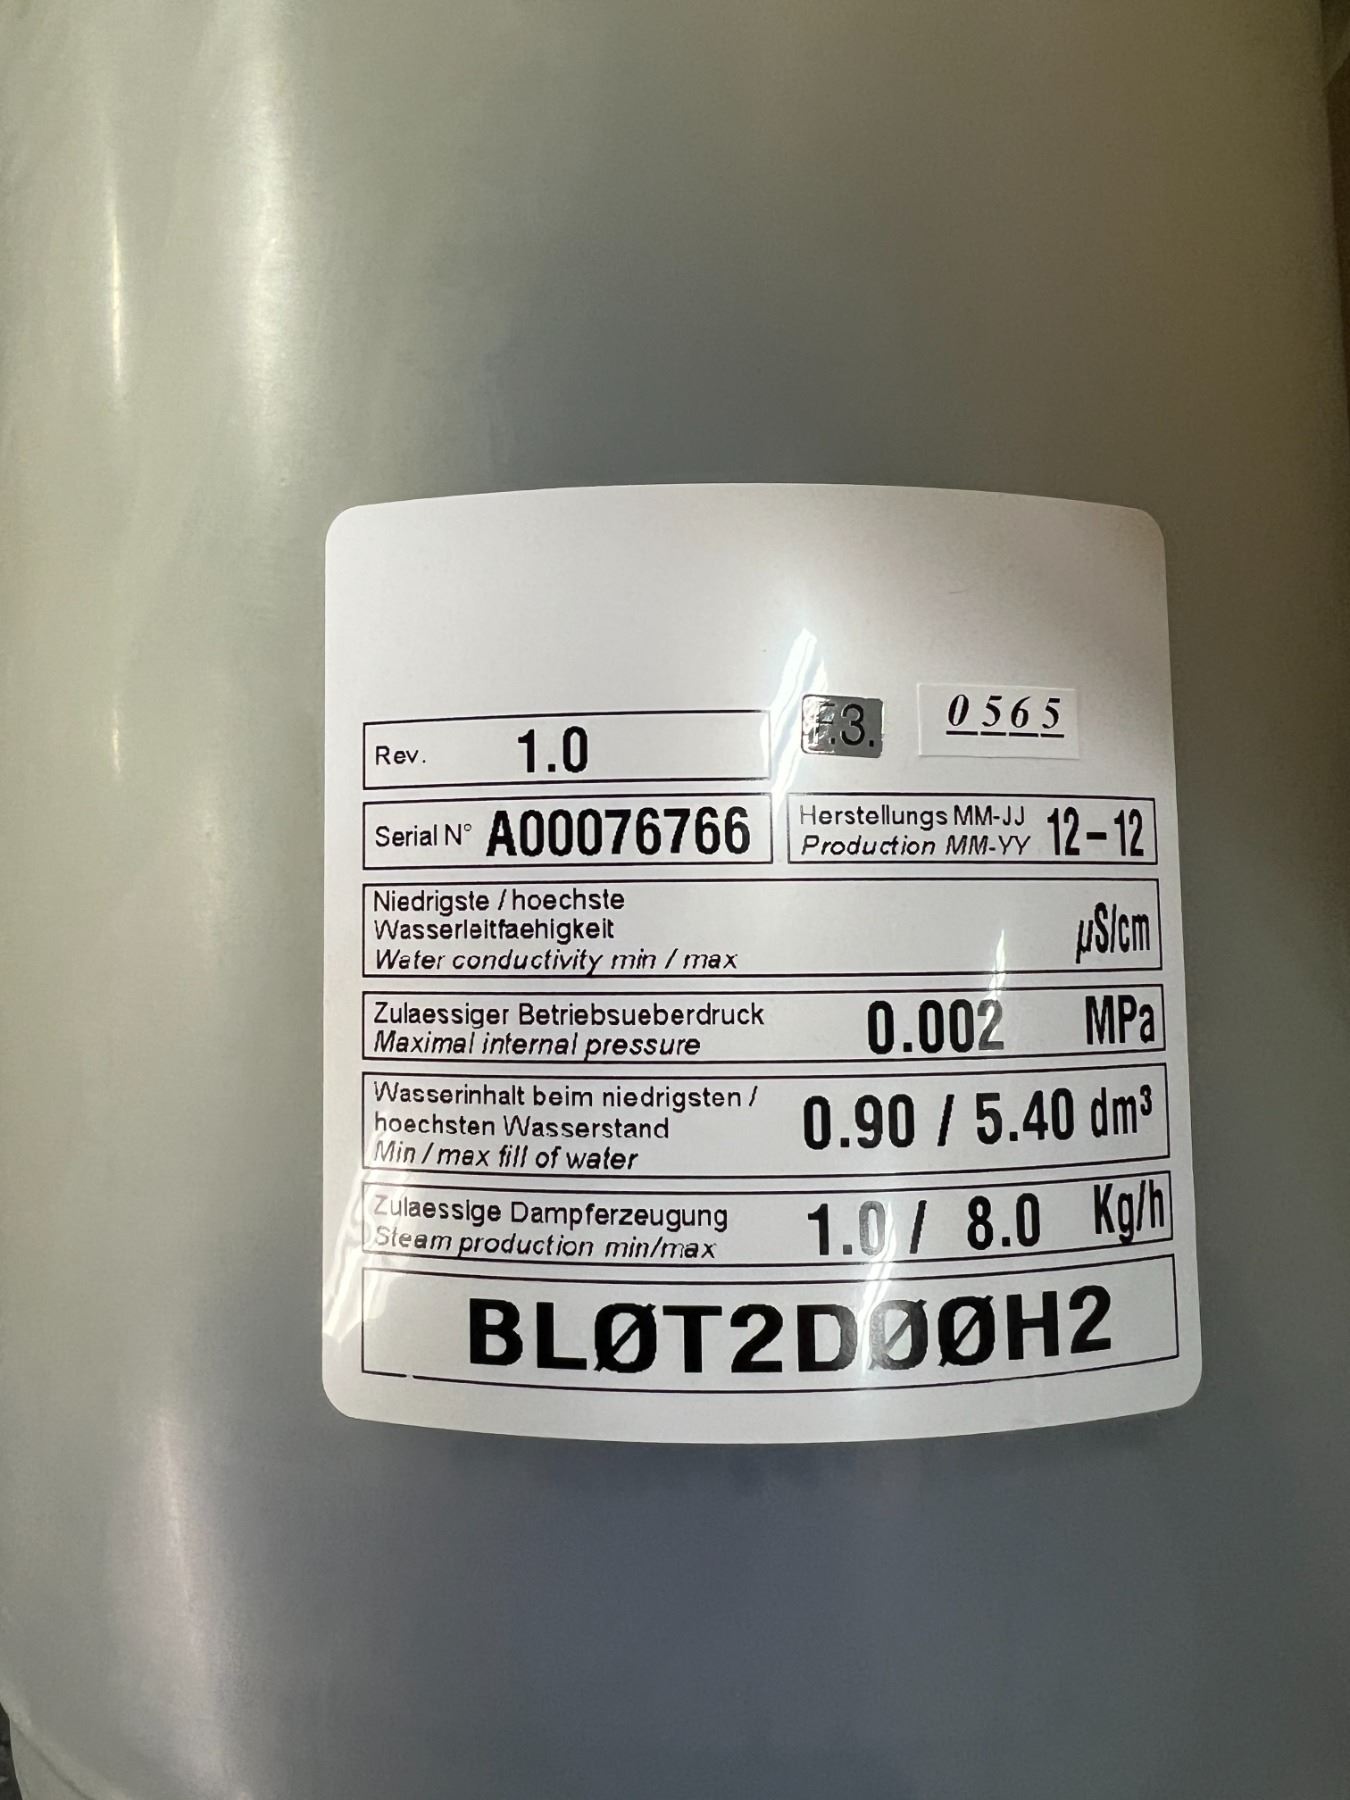 F.3. 0565
Rev. 1.0
Serial N° A00076766
Herstellungs MM-JJ
Production MM-YY 12-12
Niedrigste / hoechste
Wasserleitfaehigkeit
Water conductivity min / max
µS/cm
Zulaessiger Betriebsueberdruck
Maximal internal pressure
0.002 MPa
Wasserinhalt beim niedrigsten /
hoechsten Wasserstand
Min / max fill of water
0.90 / 5.40 dm³
Zulaessige Dampferzeugung
Steam production min/max
1.0 / 8.0 Kg/h
BLØT2DØØH2